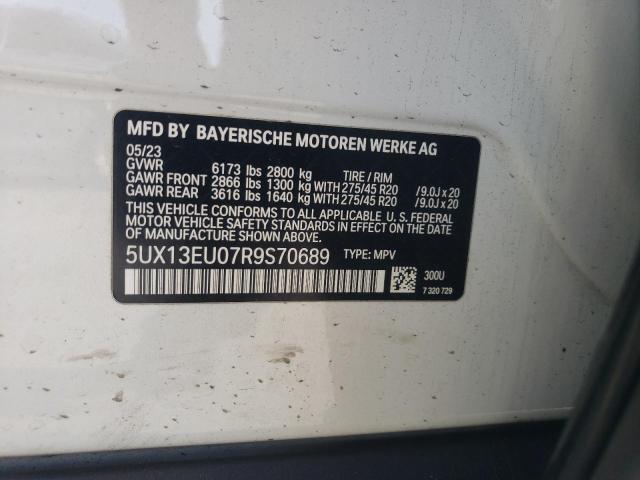 MFD BY BAYERISCHE MOTOREN WERKE AG
05/23
GVWR 6173 lbs 2800 kg TIRE / RIM
GAWR FRONT 2866 lbs 1300 kg WITH 275/45 R20 /9.0J x 20
GAWR REAR 3616 lbs 1640 kg WITH 275/45 R20 /9.0J x 20
THIS VEHICLE CONFORMS TO ALL APPLICABLE U. S. FEDERAL
MOTOR VEHICLE SAFETY STANDARDS IN EFFECT ON THE DATE
OF MANUFACTURE SHOWN ABOVE.
5UX13EU07R9S70689 TYPE: MPV
300U
7 320 729